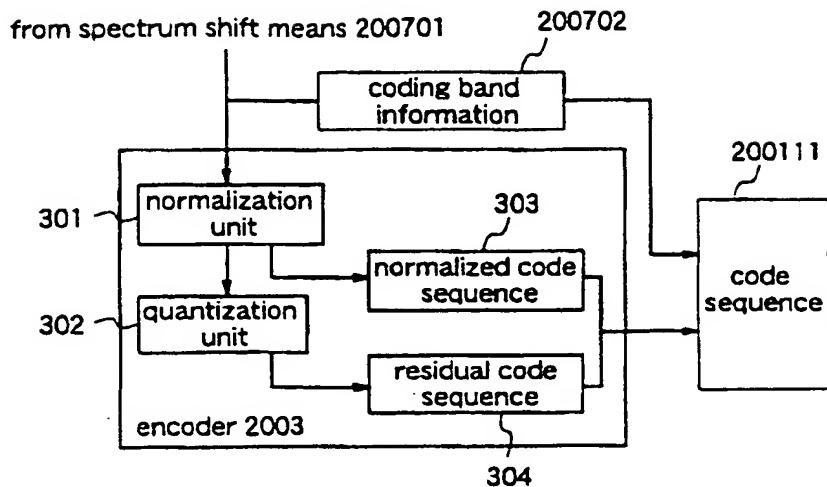 from spectrum shift means 200701
200702
coding band
information
200111
301
normalization
unit
303
normalized code
sequence
code
sequence
302
quantization
unit
residual code
sequence
encoder 2003
304